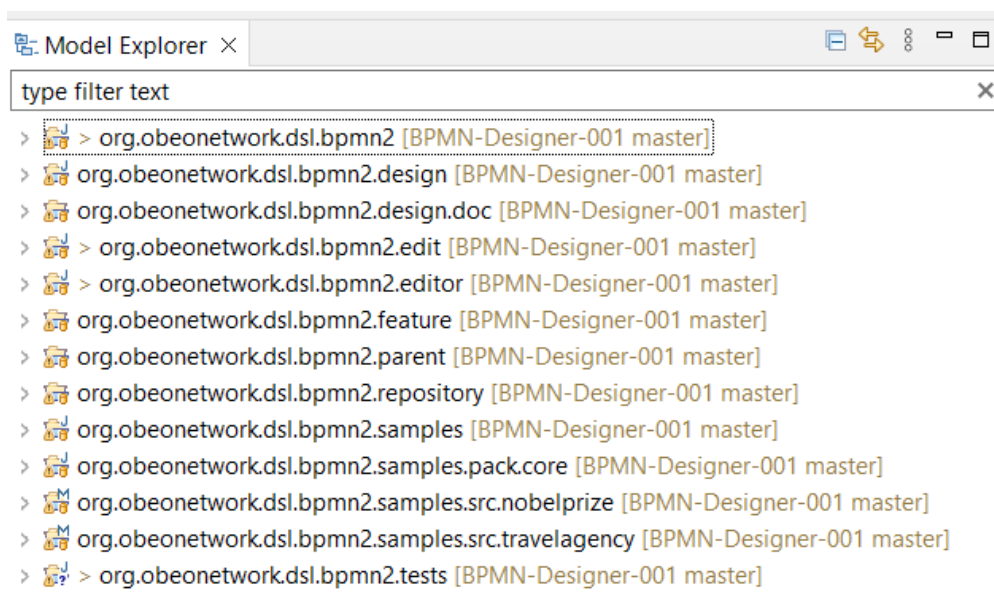 Model Explorer
type filter text
> org.obeonetwork.dsl.bpmn2 [BPMN-Designer-001 master]
org.obeonetwork.dsl.bpmn2.design [BPMN-Designer-001 master]
org.obeonetwork.dsl.bpmn2.design.doc [BPMN-Designer-001 master]
> org.obeonetwork.dsl.bpmn2.edit [BPMN-Designer-001 master]
> org.obeonetwork.dsl.bpmn2.editor [BPMN-Designer-001 master]
org.obeonetwork.dsl.bpmn2.feature [BPMN-Designer-001 master]
org.obeonetwork.dsl.bpmn2.parent [BPMN-Designer-001 master]
org.obeonetwork.dsl.bpmn2.repository [BPMN-Designer-001 master]
org.obeonetwork.dsl.bpmn2.samples [BPMN-Designer-001 master]
org.obeonetwork.dsl.bpmn2.samples.pack.core [BPMN-Designer-001 master]
org.obeonetwork.dsl.bpmn2.samples.src.nobelprize [BPMN-Designer-001 master]
org.obeonetwork.dsl.bpmn2.samples.src.travelagency [BPMN-Designer-001 master]
> org.obeonetwork.dsl.bpmn2.tests [BPMN-Designer-001 master]